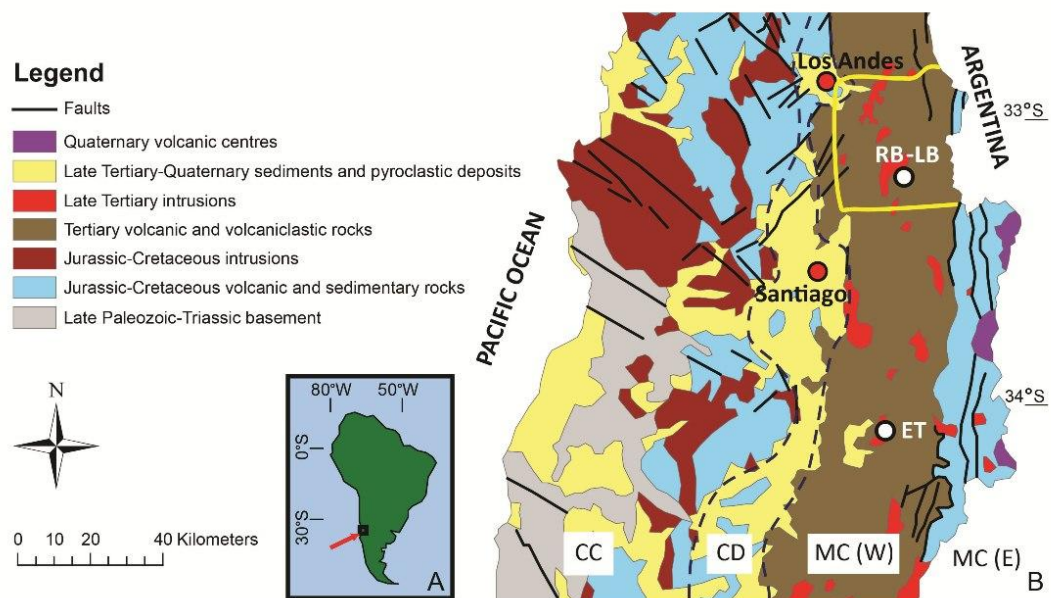 Legend
Faults
Quaternary volcanic centres
Late Tertiary-Quaternary sediments and pyroclastic deposits
Late Tertiary intrusions
Tertiary volcanic and volcaniclastic rocks
Jurassic-Cretaceous intrusions
Jurassic-Cretaceous volcanic and sedimentary rocks
Late Paleozoic-Triassic basement
N
0 10 20 40 Kilometers
80°W 50°W
0°S
30°S
A
PACIFIC OCEAN
Los Andes
ARGENTINA
33°S
RB-LB
Santiago
34°S
ET
CC
CD
MC (W)
MC (E)
B